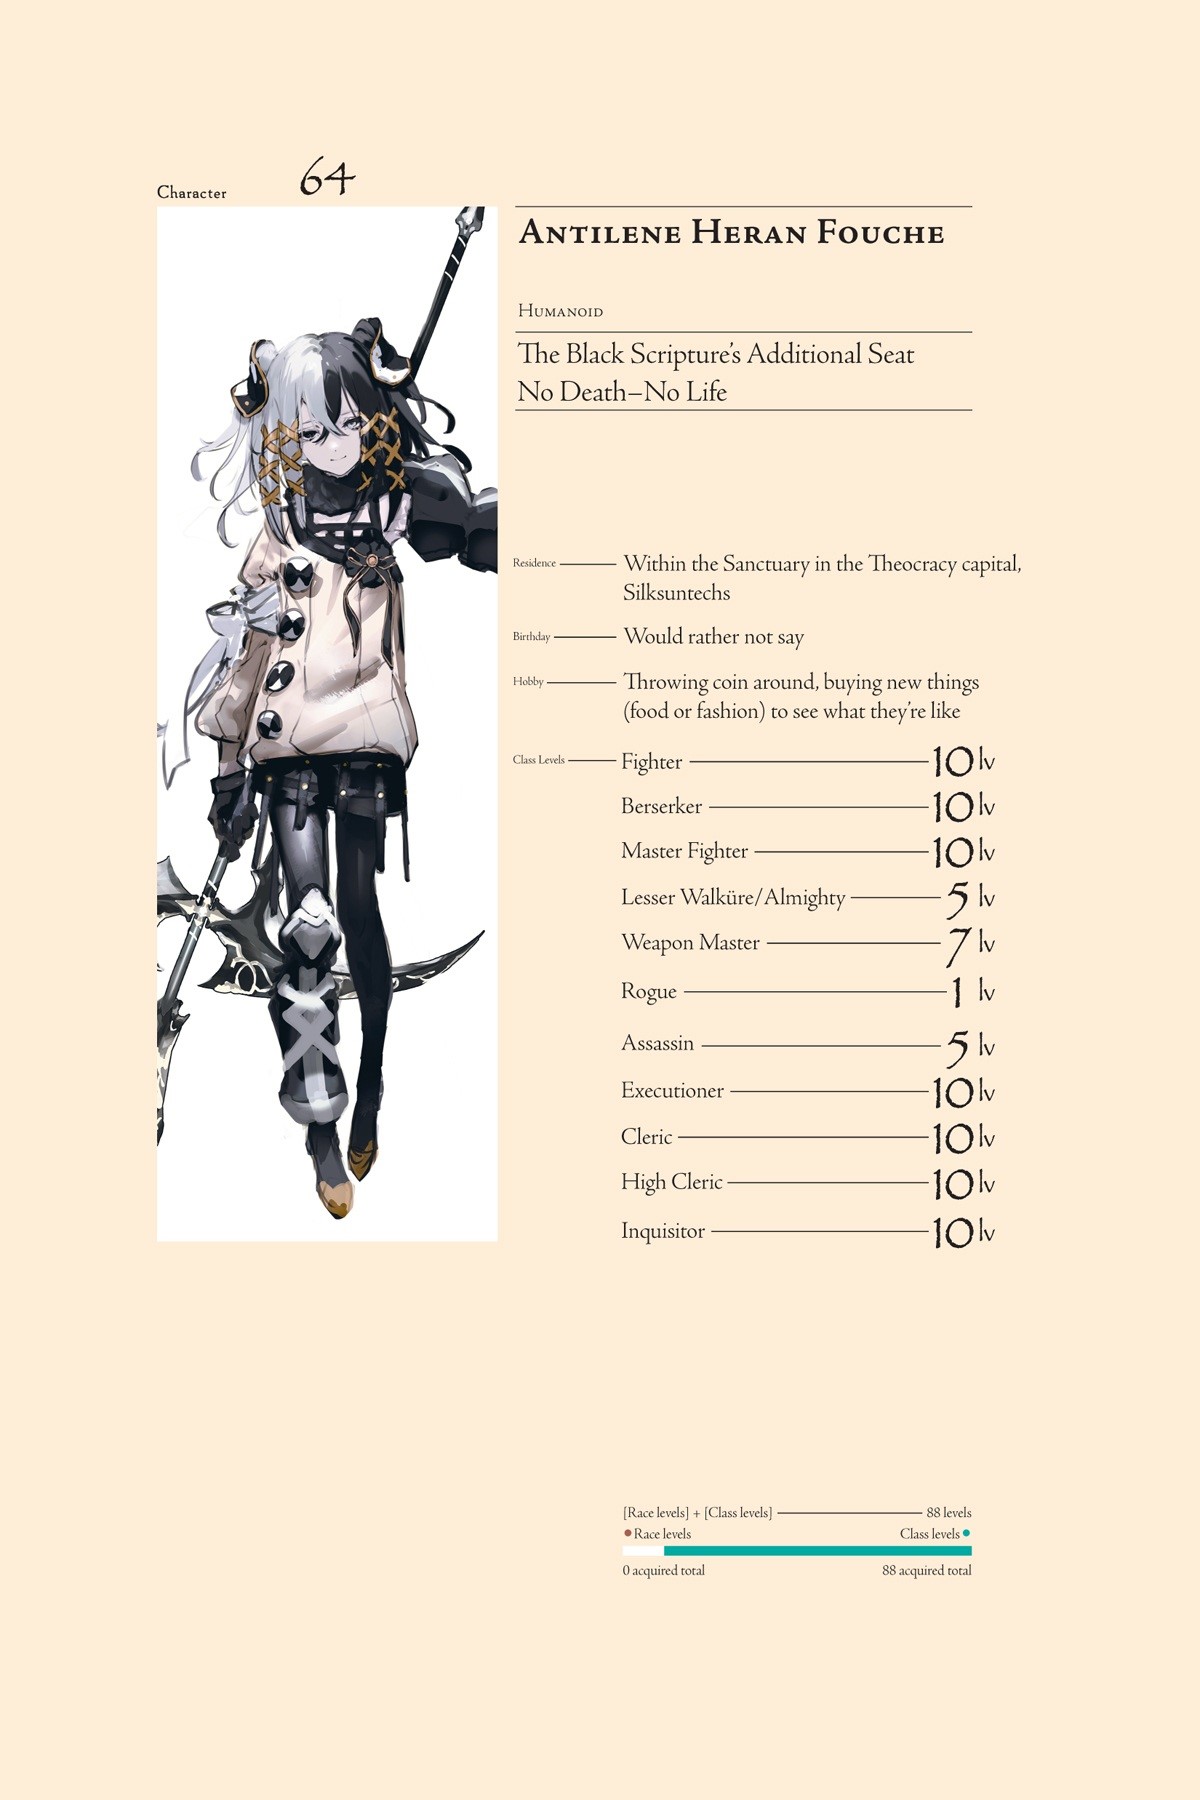 Character 64
Antilene Heran Fouche
Humanoid
The Black Scripture's Additional Seat
No Death–No Life
Residence Within the Sanctuary in the Theocracy capital,
Silksuntechs
Birthday Would rather not say
Hobby Throwing coin around, buying new things
(food or fashion) to see what they're like
Class Levels Fighter 10 lv
Berserker 10 lv
Master Fighter 10 lv
Lesser Walküre/Almighty 5 lv
Weapon Master 7 lv
Rogue 1 lv
Assassin 5 lv
Executioner 10 lv
Cleric 10 lv
High Cleric 10 lv
Inquisitor 10 lv
[Race levels] + [Class levels] 88 levels
Race levels Class levels
0 acquired total 88 acquired total